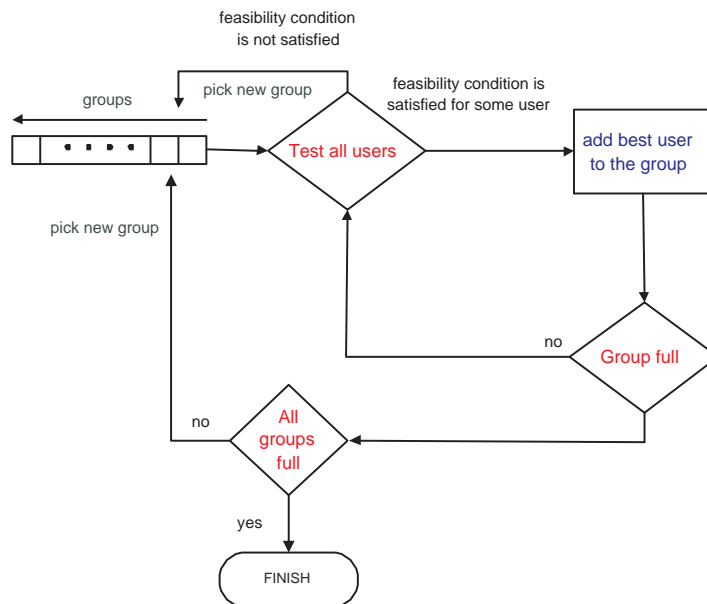 feasibility condition
is not satisfied
pick new group
feasibility condition is
satisfied for some user
groups
Test all users
add best user
to the group
pick new group
no
Group full
All
groups
full
no
yes
FINISH